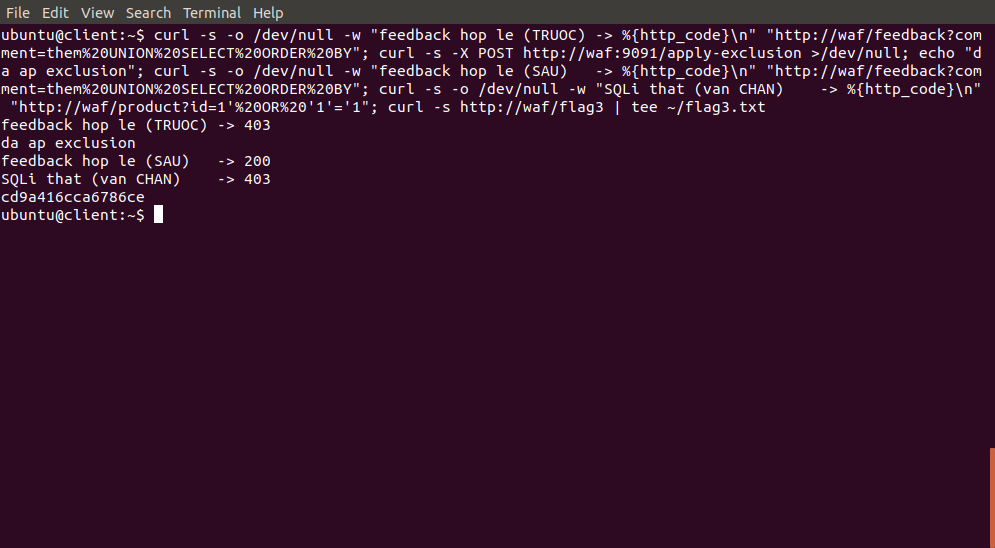 File Edit View Search Terminal Help
ubuntu@client:~$ curl -s -o /dev/null -w "feedback hop le (TRUOC) -> %{http_code}\n" "http://waf/feedback?com
ment=them%20UNION%20SELECT%20ORDER%20BY"; curl -s -X POST http://waf:9091/apply-exclusion >/dev/null; echo "d
a ap exclusion"; curl -s -o /dev/null -w "feedback hop le (SAU)   -> %{http_code}\n" "http://waf/feedback?com
ment=them%20UNION%20SELECT%20ORDER%20BY"; curl -s -o /dev/null -w "SQLi that (van CHAN)    -> %{http_code}\n"
 "http://waf/product?id=1'%20OR%20'1'='1"; curl -s http://waf/flag3 | tee ~/flag3.txt
feedback hop le (TRUOC) -> 403
da ap exclusion
feedback hop le (SAU)   -> 200
SQLi that (van CHAN)    -> 403
cd9a416cca6786ce
ubuntu@client:~$